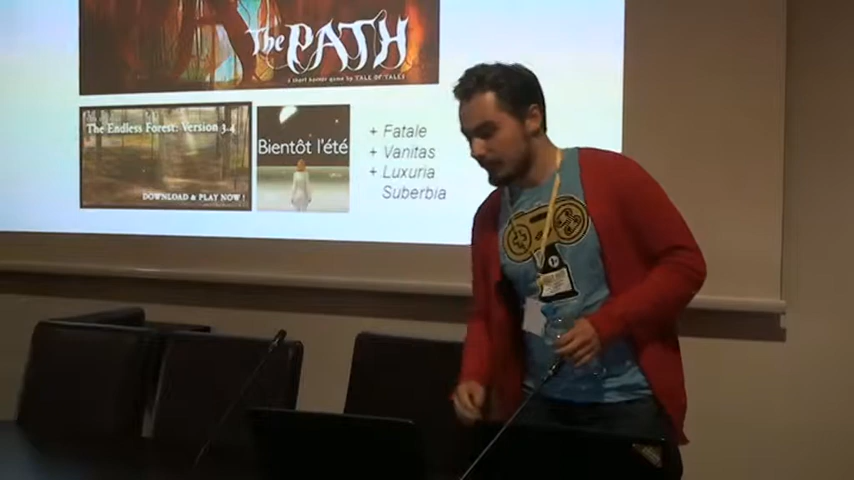 The PATH
a short horror game by TALE OF TALES
The Endless Forest: Version 3.4
DOWNLOAD & PLAY NOW!
Bientôt l'été
+ Fatale
+ Vanitas
+ Luxuria
Suberbia